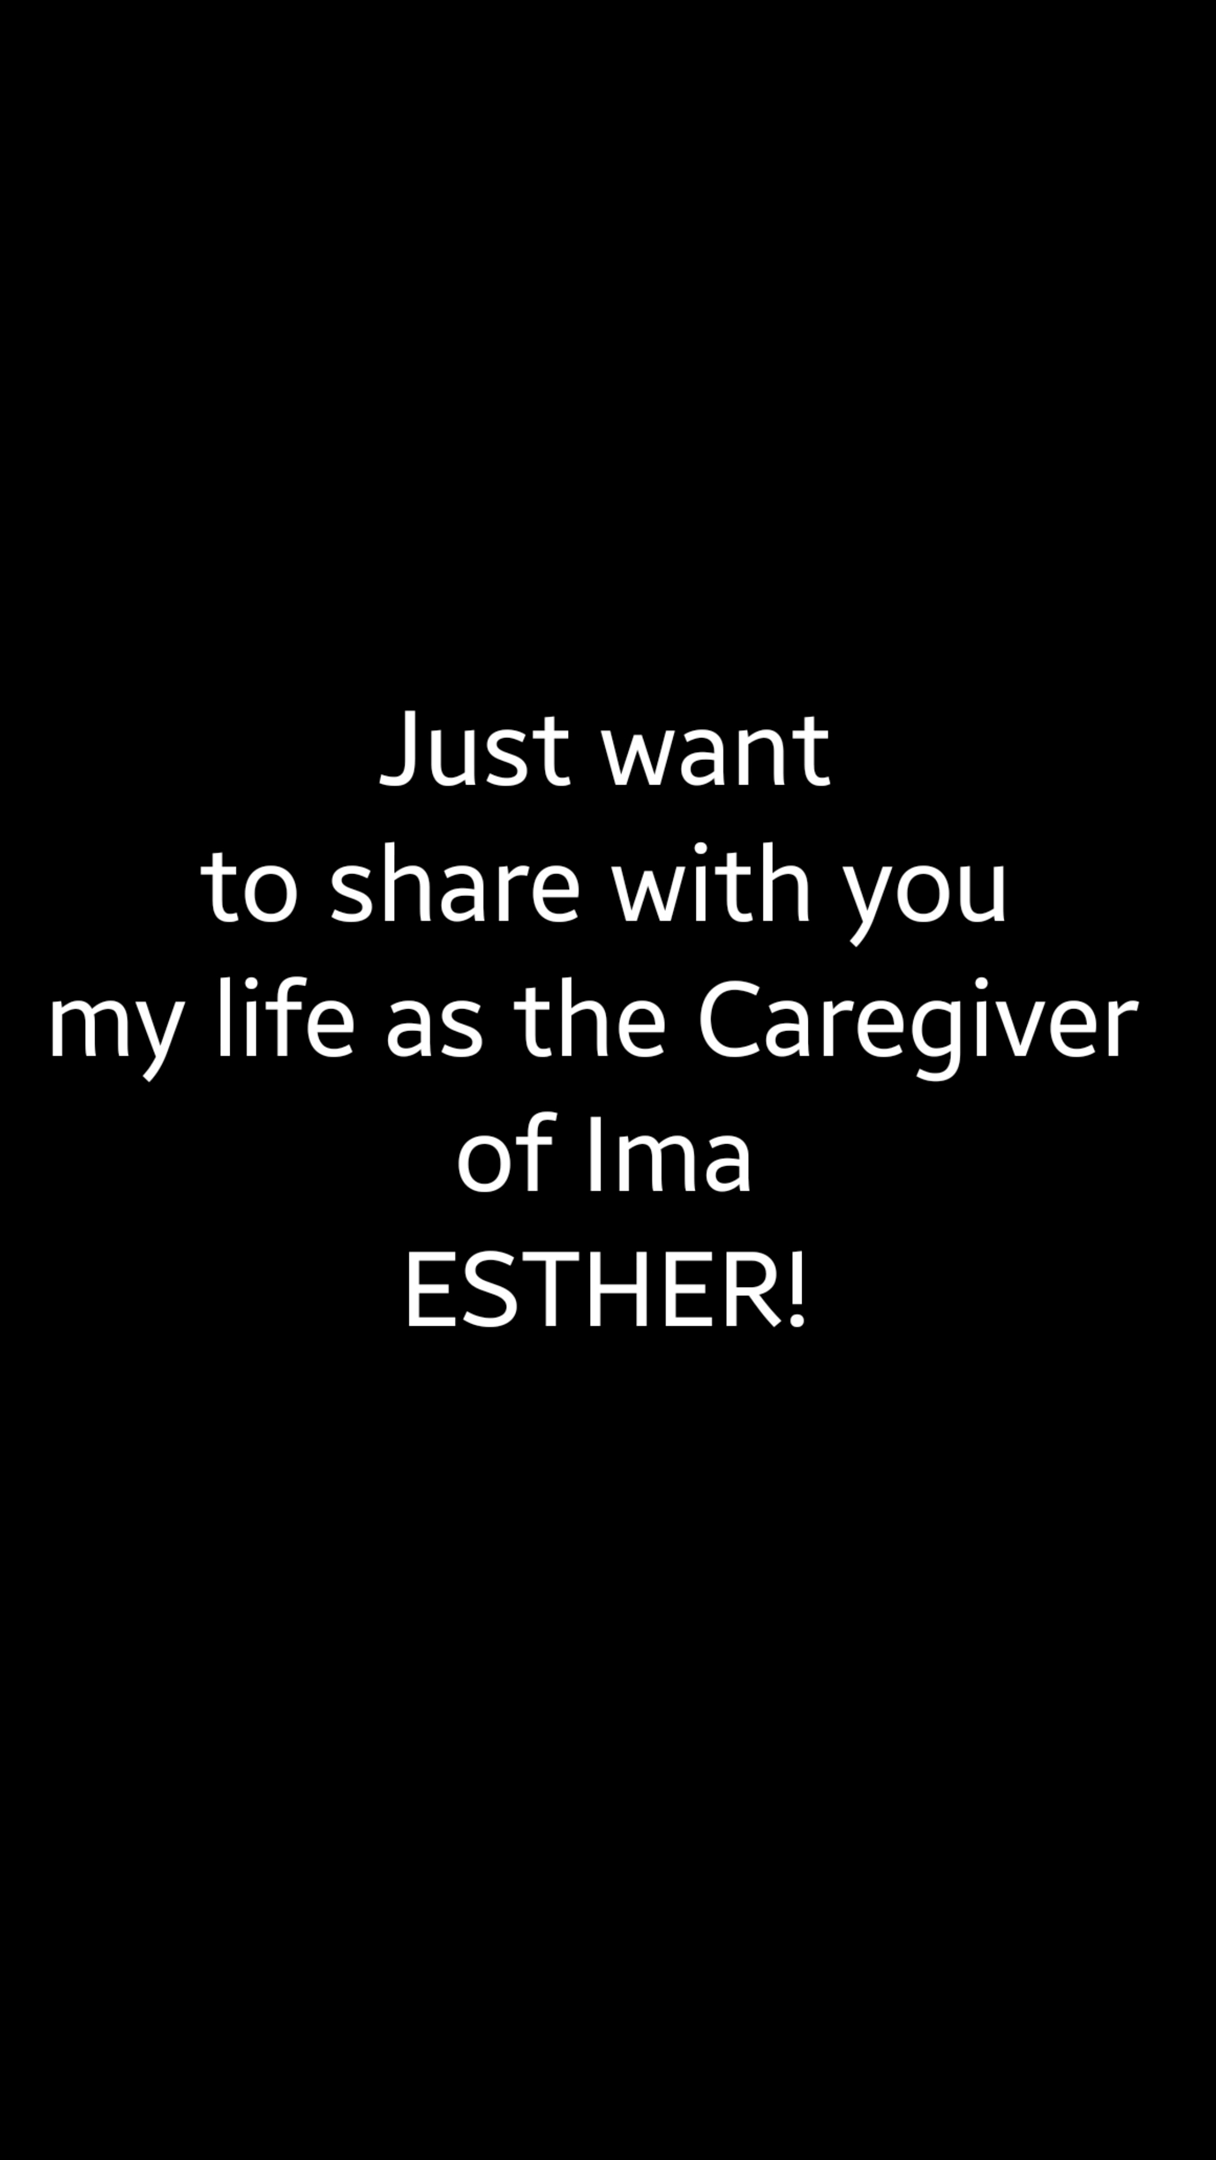 Just want
to share with you
my life as the Caregiver
of Ima
ESTHER!